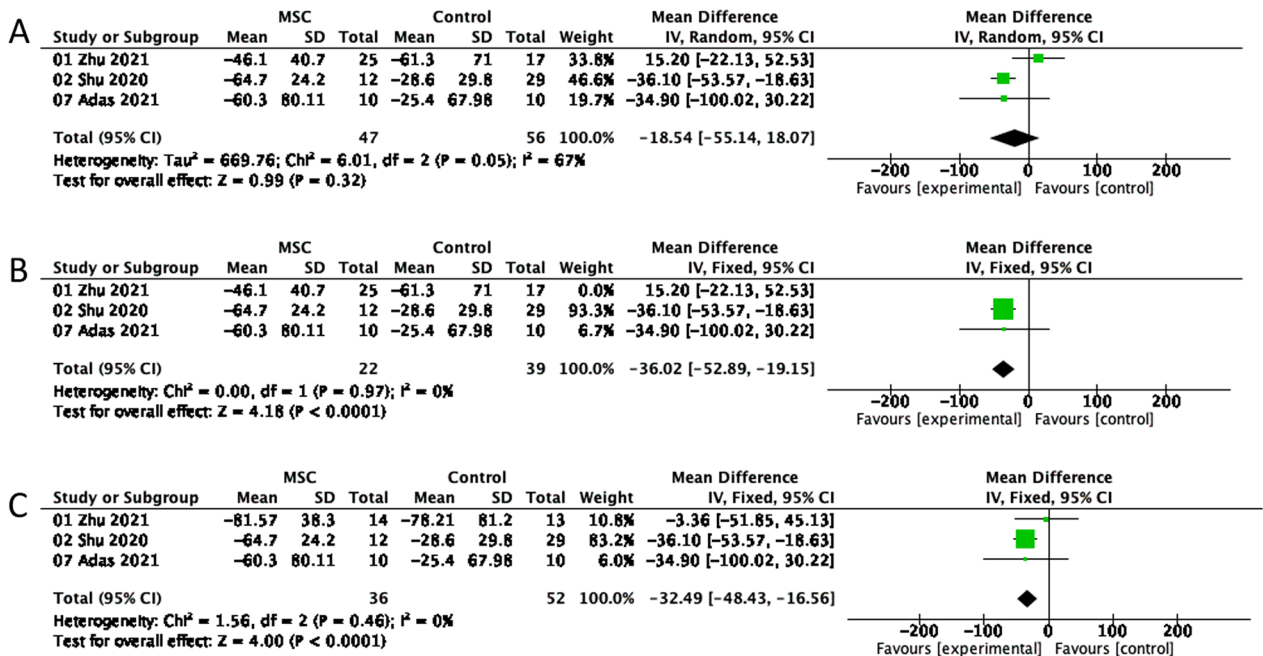 A
MSC Control Mean Difference Mean Difference
Study or Subgroup Mean SD Total Mean SD Total Weight IV, Random, 95% CI IV, Random, 95% CI
01 Zhu 2021 −46.1 40.7 25 −61.3 71 17 33.8% 15.20 [−22.13, 52.53]
02 Shu 2020 −64.7 24.2 12 −28.6 29.8 29 46.6% −36.10 [−53.57, −18.63]
07 Adas 2021 −60.3 80.11 10 −25.4 67.98 10 19.7% −34.90 [−100.02, 30.22]
Total (95% CI) 47 56 100.0% −18.54 [−55.14, 18.07]
Heterogeneity: Tau² = 669.76; Chi² = 6.01, df = 2 (P = 0.05); I² = 67%
Test for overall effect: Z = 0.99 (P = 0.32)
−200 −100 0 100 200
Favours [experimental] Favours [control]
B
MSC Control Mean Difference Mean Difference
Study or Subgroup Mean SD Total Mean SD Total Weight IV, Fixed, 95% CI IV, Fixed, 95% CI
01 Zhu 2021 −46.1 40.7 25 −61.3 71 17 0.0% 15.20 [−22.13, 52.53]
02 Shu 2020 −64.7 24.2 12 −28.6 29.8 29 93.3% −36.10 [−53.57, −18.63]
07 Adas 2021 −60.3 80.11 10 −25.4 67.98 10 6.7% −34.90 [−100.02, 30.22]
Total (95% CI) 22 39 100.0% −36.02 [−52.89, −19.15]
Heterogeneity: Chi² = 0.00, df = 1 (P = 0.97); I² = 0%
Test for overall effect: Z = 4.18 (P < 0.0001)
−200 −100 0 100 200
Favours [experimental] Favours [control]
C
MSC Control Mean Difference Mean Difference
Study or Subgroup Mean SD Total Mean SD Total Weight IV, Fixed, 95% CI IV, Fixed, 95% CI
01 Zhu 2021 −81.57 38.3 14 −78.21 81.2 13 10.8% −3.36 [−51.85, 45.13]
02 Shu 2020 −64.7 24.2 12 −28.6 29.8 29 83.2% −36.10 [−53.57, −18.63]
07 Adas 2021 −60.3 80.11 10 −25.4 67.98 10 6.0% −34.90 [−100.02, 30.22]
Total (95% CI) 36 52 100.0% −32.49 [−48.43, −16.56]
Heterogeneity: Chi² = 1.56, df = 2 (P = 0.46); I² = 0%
Test for overall effect: Z = 4.00 (P < 0.0001)
−200 −100 0 100 200
Favours [experimental] Favours [control]